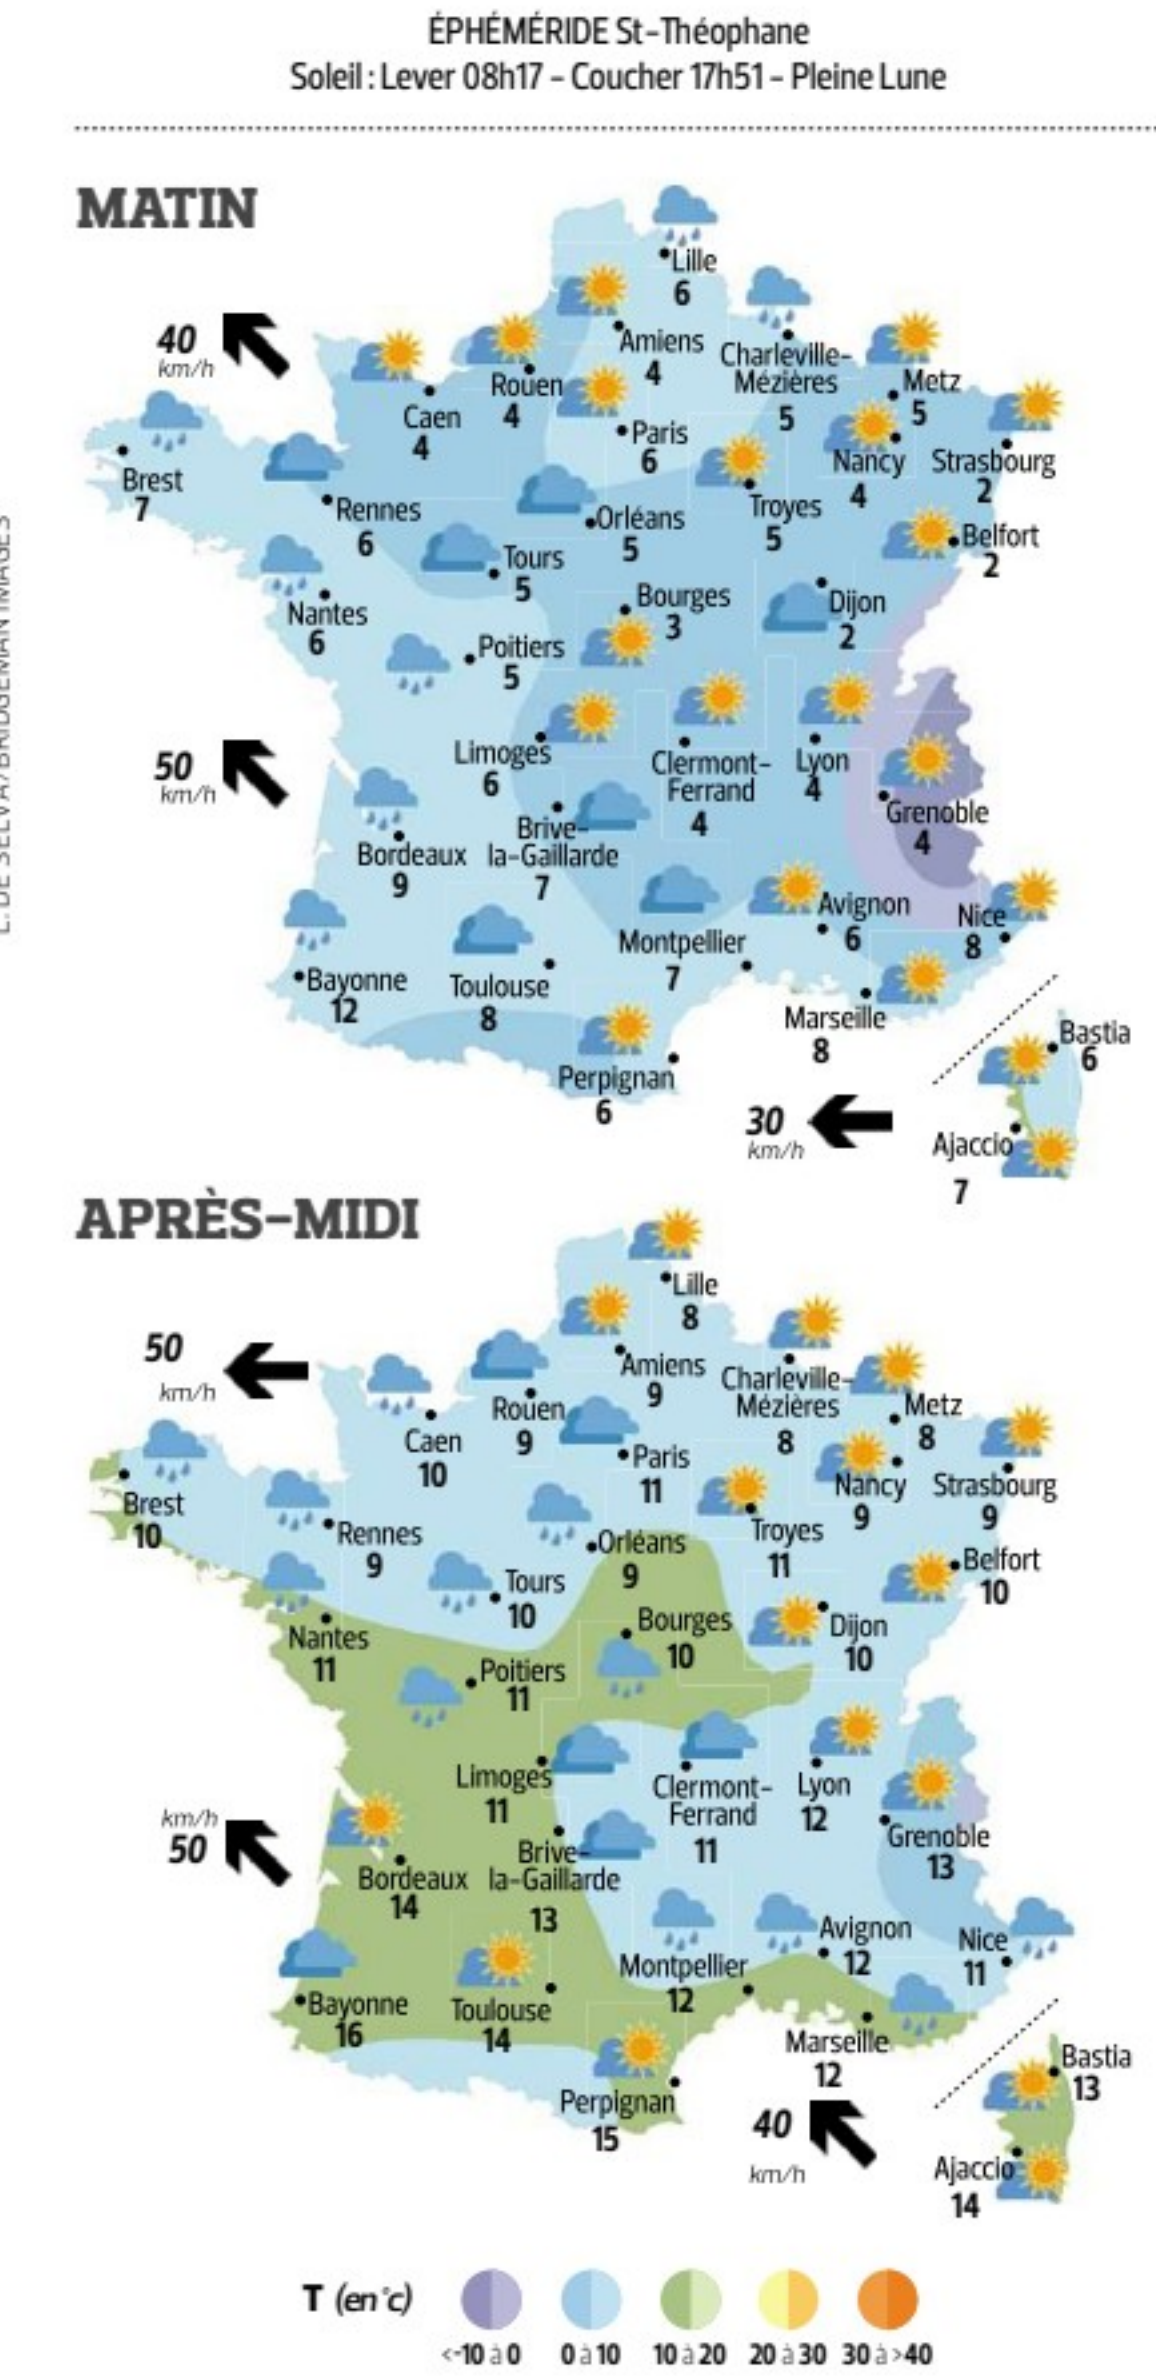 ÉPHÉMÉRIDE St-Théophane
Soleil : Lever 08h17 - Coucher 17h51 - Pleine Lune
MATIN
Lille
6
40
km/h
Amiens
4
Charleville-
Mézières
5
Rouen
4
Caen
4
Metz
5
Paris
6
Nancy
4
Strasbourg
2
Brest
7
Rennes
6
Orléans
5
Troyes
5
Belfort
2
Tours
5
Nantes
6
Bourges
3
Dijon
2
Poitiers
5
50
km/h
Limoges
6
Clermont-
Ferrand
4
Lyon
4
Grenoble
4
Brive-
la-Gaillarde
7
Bordeaux
9
Avignon
6
Nice
8
Montpellier
7
Bayonne
12
Toulouse
8
Marseille
8
Perpignan
6
Bastia
6
30
km/h
Ajaccio
7
APRÈS-MIDI
Lille
8
50
km/h
Amiens
9
Charleville-
Mézières
8
Rouen
9
Caen
10
Metz
8
Paris
11
Nancy
9
Strasbourg
9
Brest
10
Rennes
9
Orléans
9
Troyes
11
Belfort
10
Tours
10
Nantes
11
Bourges
10
Dijon
10
Poitiers
11
Limoges
11
Clermont-
Ferrand
11
Lyon
12
km/h
50
Grenoble
13
Brive-
la-Gaillarde
13
Bordeaux
14
Avignon
12
Nice
11
Montpellier
12
Bayonne
16
Toulouse
14
Marseille
12
Perpignan
15
Bastia
13
40
km/h
Ajaccio
14
T (en°c)
<-10 à 0
0 à 10
10 à 20
20 à 30
30 à >40